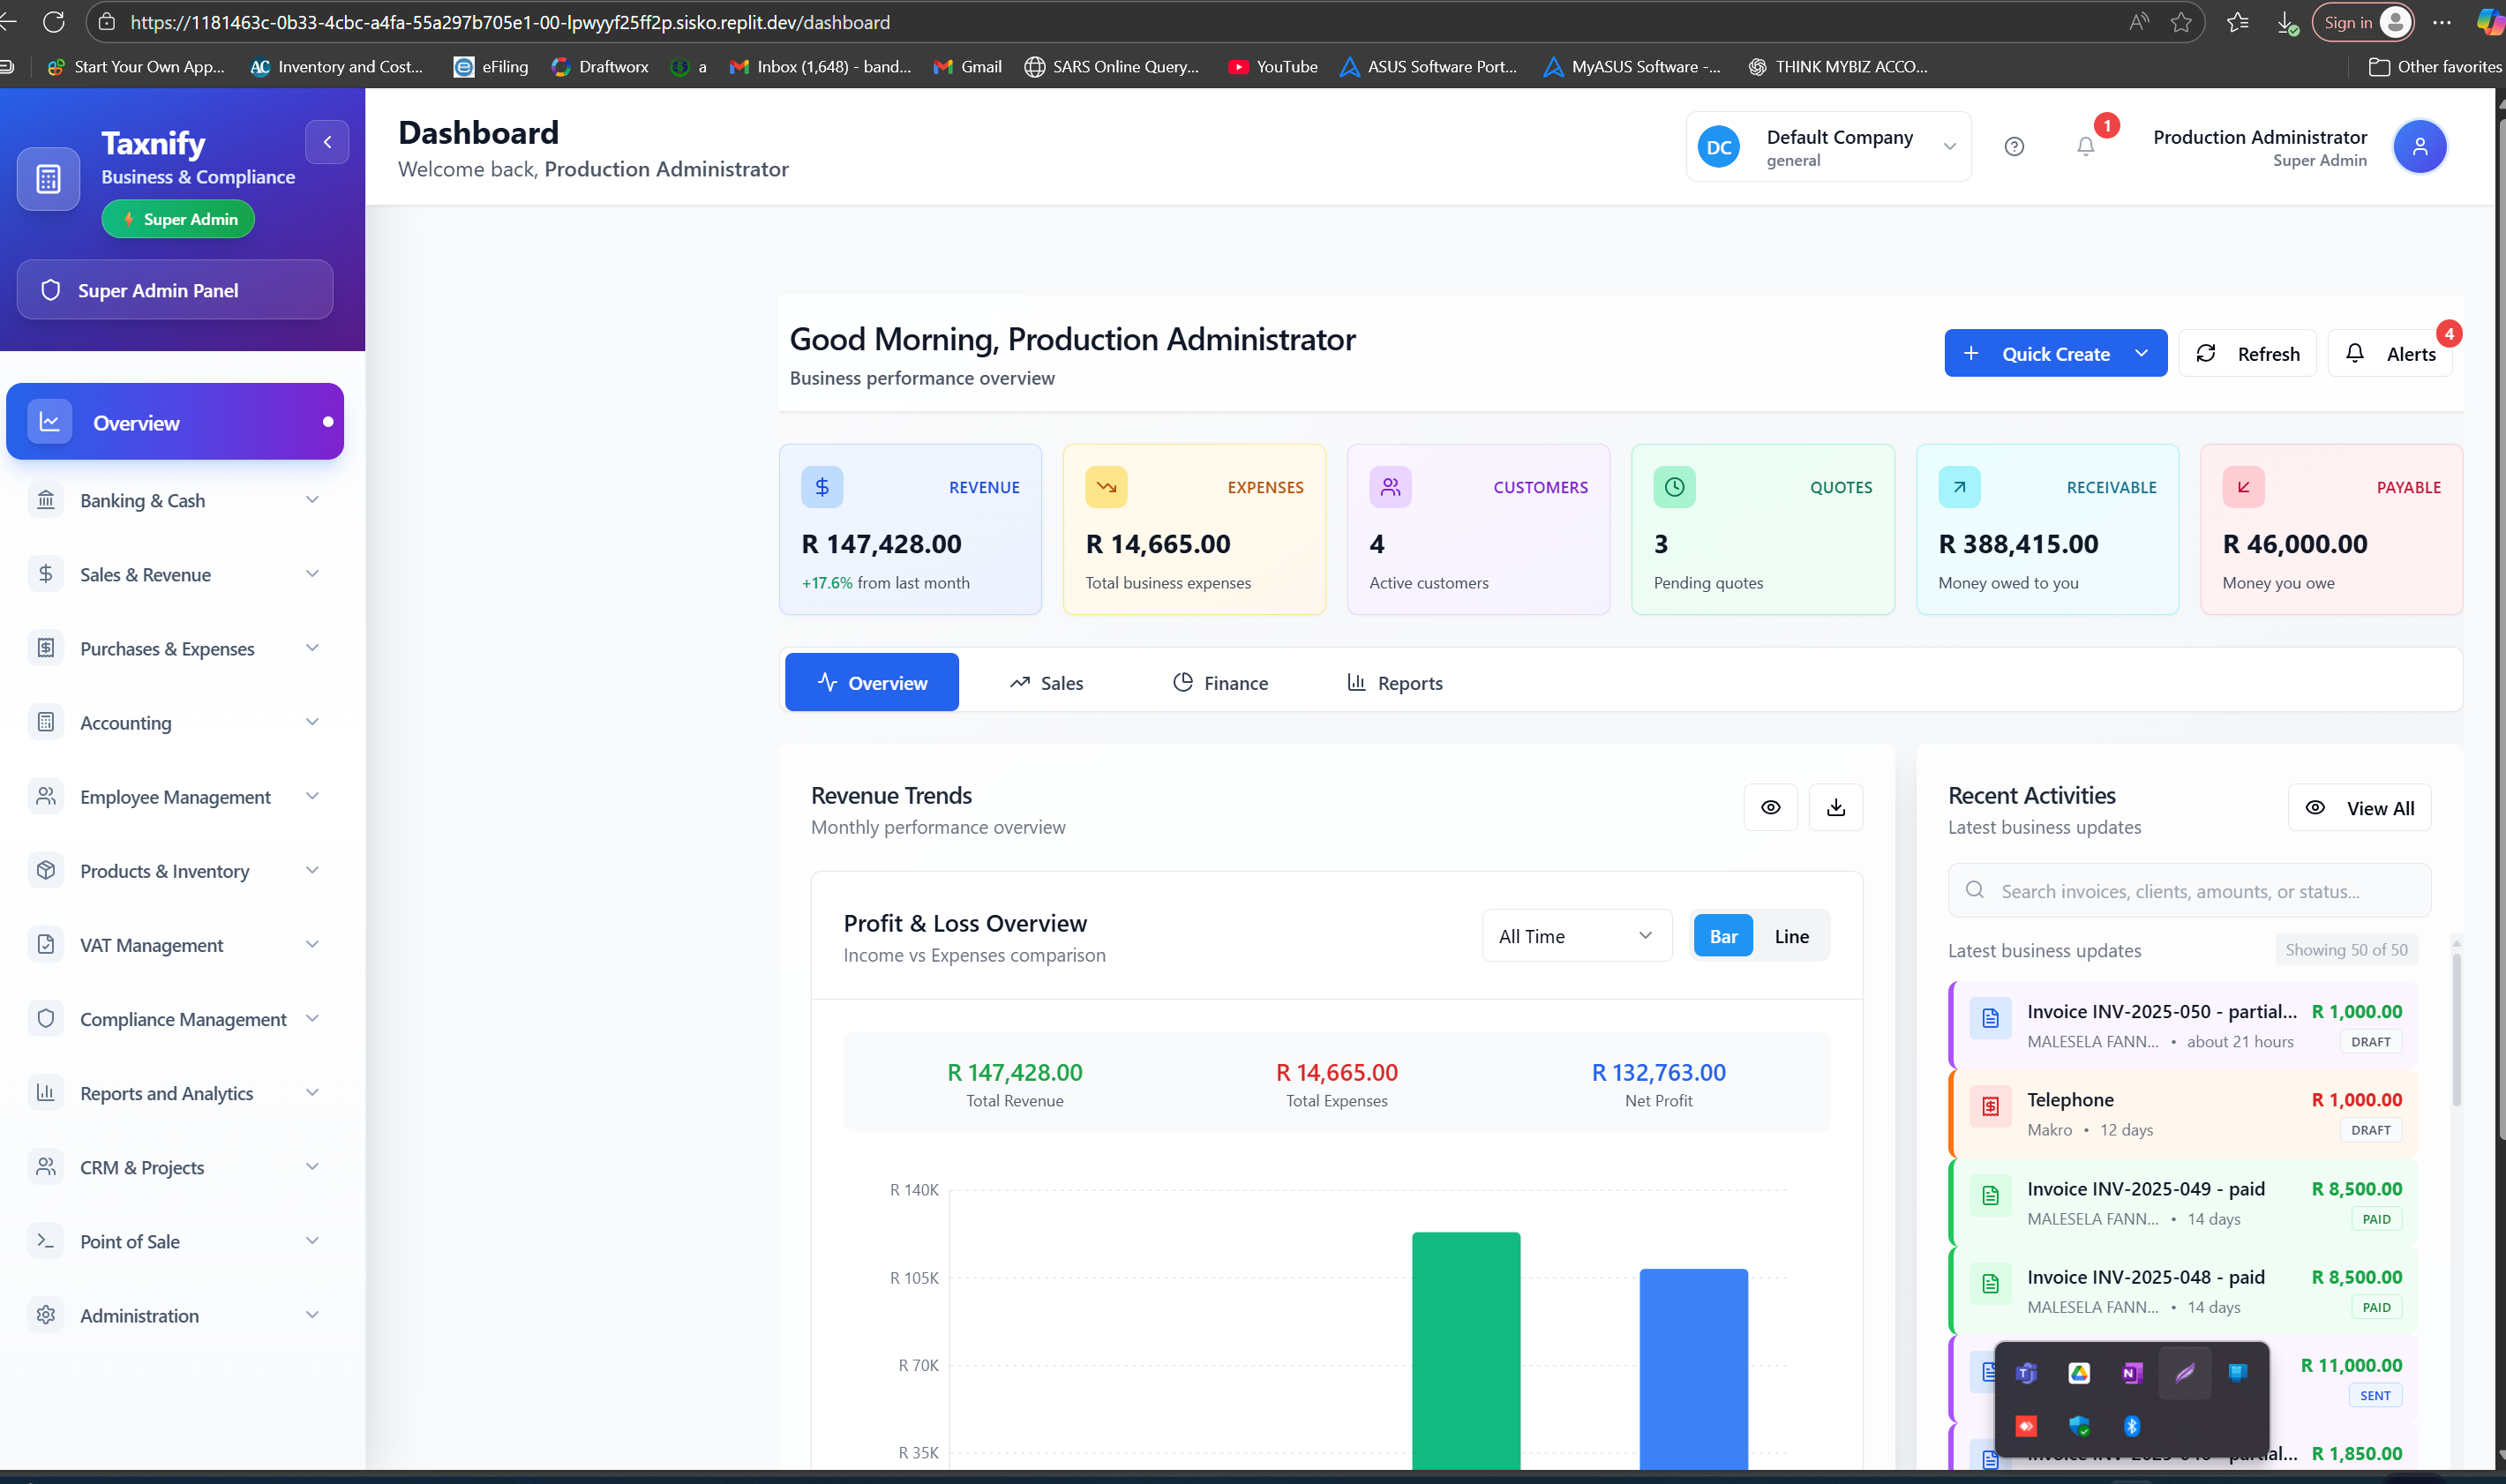 https://1181463c-0b33-4cbc-a4fa-55a297b705e1-00-lpwyyf25ff2p.sisko.replit.dev/dashboard
Sign in
Start Your Own App...
AC Inventory and Cost...
eFiling
Draftworx
a
Inbox (1,648) - band...
Gmail
SARS Online Query...
YouTube
ASUS Software Port...
MyASUS Software -...
THINK MYBIZ ACCO...
Other favorites
Taxnify
Business & Compliance
Super Admin
Super Admin Panel
Overview
Banking & Cash
Sales & Revenue
Purchases & Expenses
Accounting
Employee Management
Products & Inventory
VAT Management
Compliance Management
Reports and Analytics
CRM & Projects
Point of Sale
Administration
Dashboard
Welcome back, Production Administrator
DC
Default Company
general
1
Production Administrator
Super Admin
Good Morning, Production Administrator
Business performance overview
Quick Create
Refresh
Alerts
4
REVENUE
R 147,428.00
+17.6% from last month
EXPENSES
R 14,665.00
Total business expenses
CUSTOMERS
4
Active customers
QUOTES
3
Pending quotes
RECEIVABLE
R 388,415.00
Money owed to you
PAYABLE
R 46,000.00
Money you owe
Overview
Sales
Finance
Reports
Revenue Trends
Monthly performance overview
Profit & Loss Overview
Income vs Expenses comparison
All Time
Bar
Line
R 147,428.00
Total Revenue
R 14,665.00
Total Expenses
R 132,763.00
Net Profit
R 140K
R 105K
R 70K
R 35K
Recent Activities
Latest business updates
View All
Search invoices, clients, amounts, or status...
Latest business updates
Showing 50 of 50
Invoice INV-2025-050 - partial... R 1,000.00
MALESELA FANN... • about 21 hours DRAFT
Telephone R 1,000.00
Makro • 12 days DRAFT
Invoice INV-2025-049 - paid R 8,500.00
MALESELA FANN... • 14 days PAID
Invoice INV-2025-048 - paid R 8,500.00
MALESELA FANN... • 14 days PAID
R 11,000.00
SENT
R 1,850.00